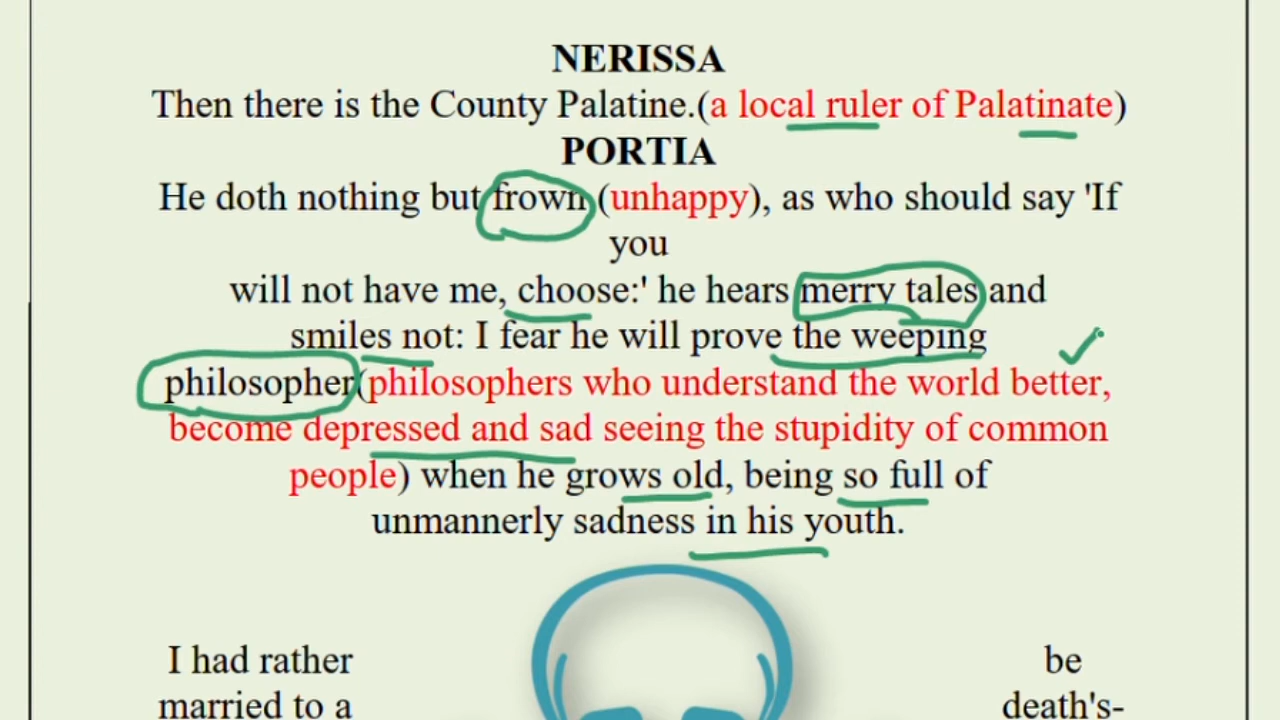 NERISSA
Then there is the County Palatine.(a local ruler of Palatinate)
PORTIA
He doth nothing but frown (unhappy), as who should say 'If
you
will not have me, choose:' he hears merry tales and
smiles not: I fear he will prove the weeping
philosopher(philosophers who understand the world better,
become depressed and sad seeing the stupidity of common
people) when he grows old, being so full of
unmannerly sadness in his youth.
I had rather be
married to a death's-